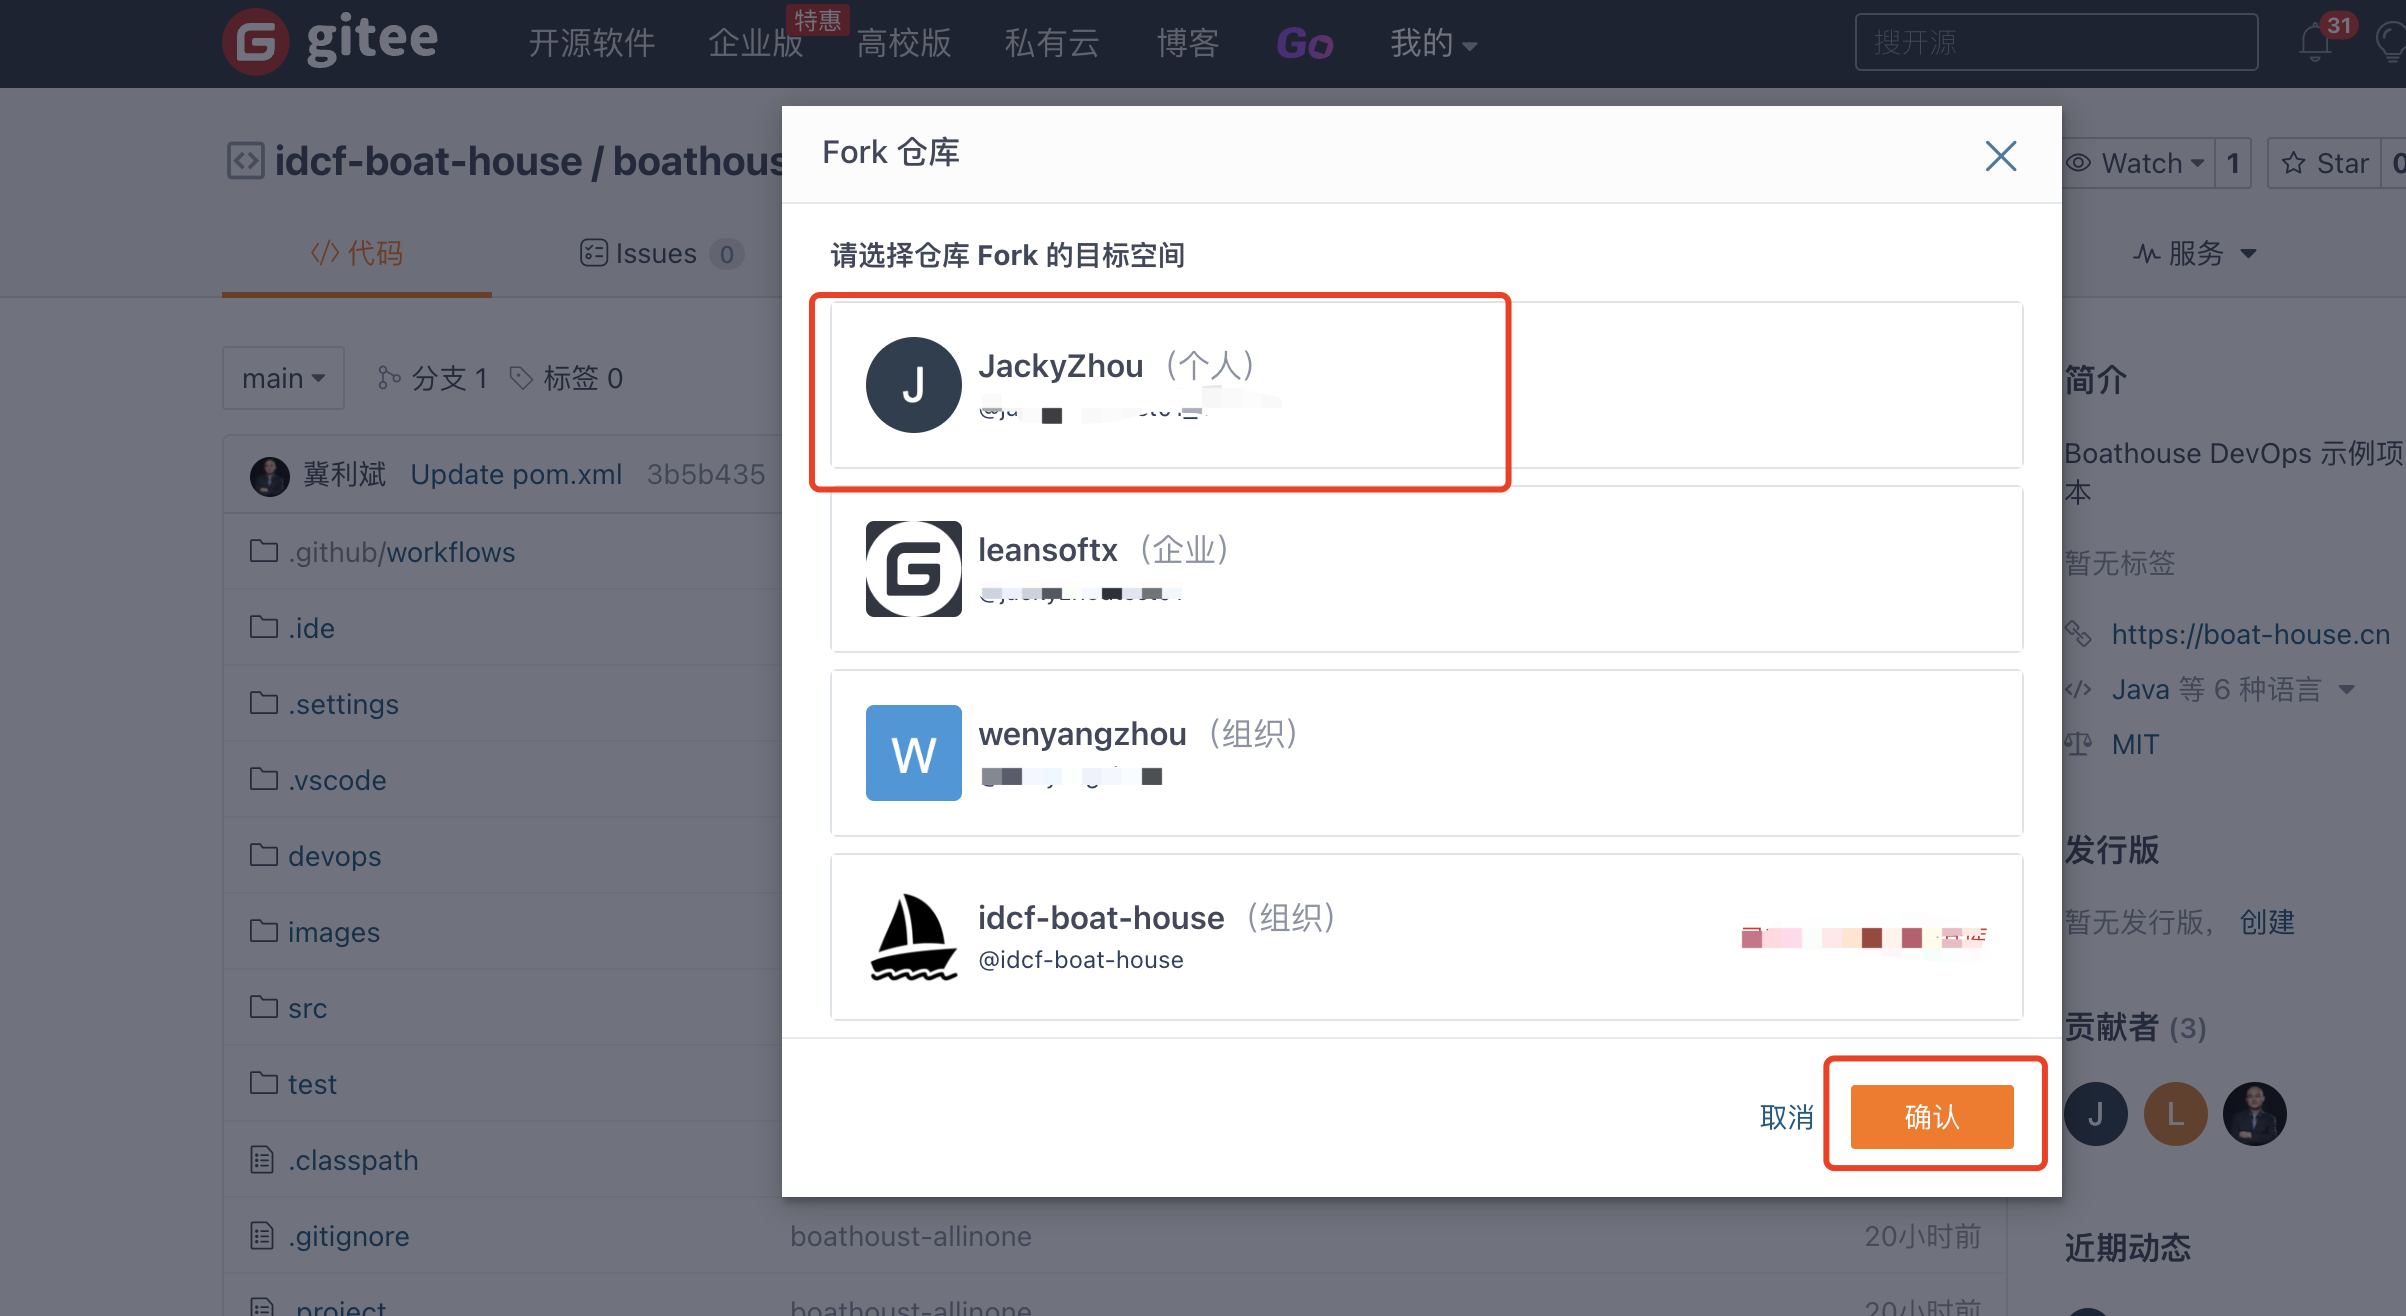 gitee
开源软件
企业版
特惠
高校版
私有云
博客
Go
我的
搜开源
31
idcf-boat-house / boathous
Watch
1
Star
0
代码
Issues 0
服务
main
分支 1
标签 0
冀利斌 Update pom.xml 3b5b435
.github/workflows
.ide
.settings
.vscode
devops
images
src
test
.classpath
.gitignore
boathoust-allinone
20小时前
.project
boathoust-allinone
20小时前
Fork 仓库
请选择仓库 Fork 的目标空间
J
JackyZhou （个人）
leansoftx （企业）
W
wenyangzhou （组织）
idcf-boat-house （组织）
@idcf-boat-house
取消
确认
简介
Boathouse DevOps 示例项
本
暂无标签
https://boat-house.cn
Java 等 6 种语言
MIT
发行版
暂无发行版， 创建
贡献者 (3)
J
L
近期动态